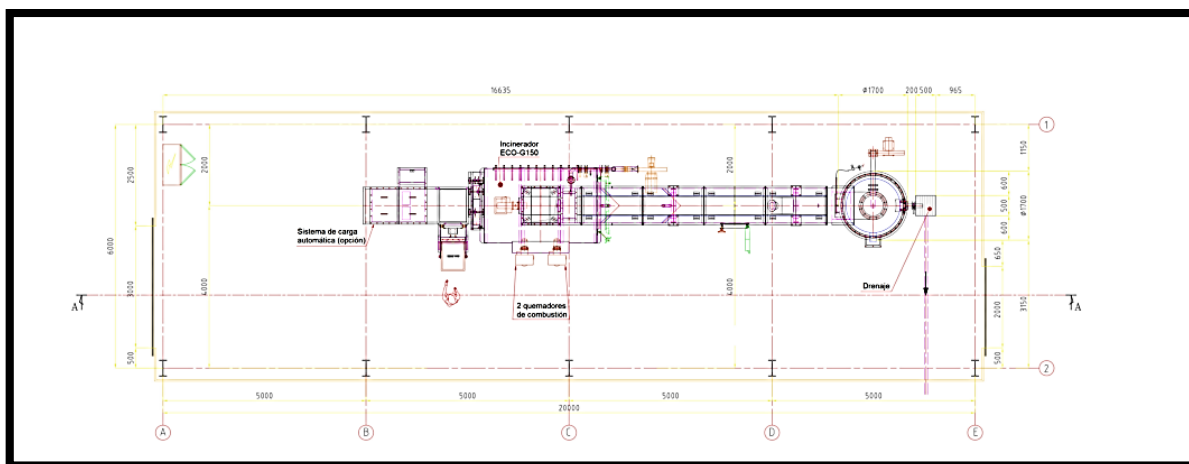 16635
ø1700
200
500
965
1
Incinerador
ECO-G150
2500
2000
2000
1150
600
500
600
ø1700
Sistema de carga
automática (opción)
6000
3000
4000
4000
650
Drenaje
A
A
2 quemadores
de combustión
3150
2000
500
500
2
5000
5000
5000
5000
20000
A
B
C
D
E